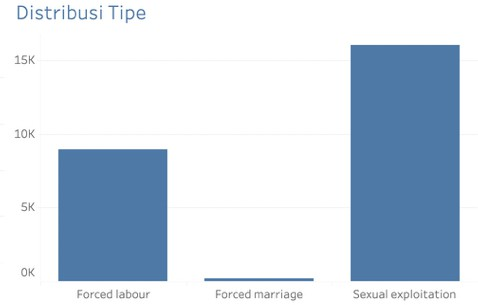 Distribusi Tipe
15K
10K
5K
0K
Forced labour Forced marriage Sexual exploitation